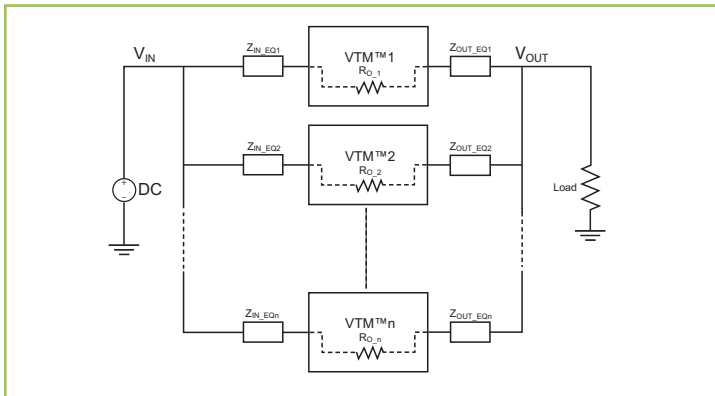 V_IN
Z_IN_EQ1
VTM™1
R_O_1
Z_OUT_EQ1
V_OUT
Z_IN_EQ2
VTM™2
R_O_2
Z_OUT_EQ2
+
−
DC
Load
Z_IN_EQn
VTM™n
R_O_n
Z_OUT_EQn